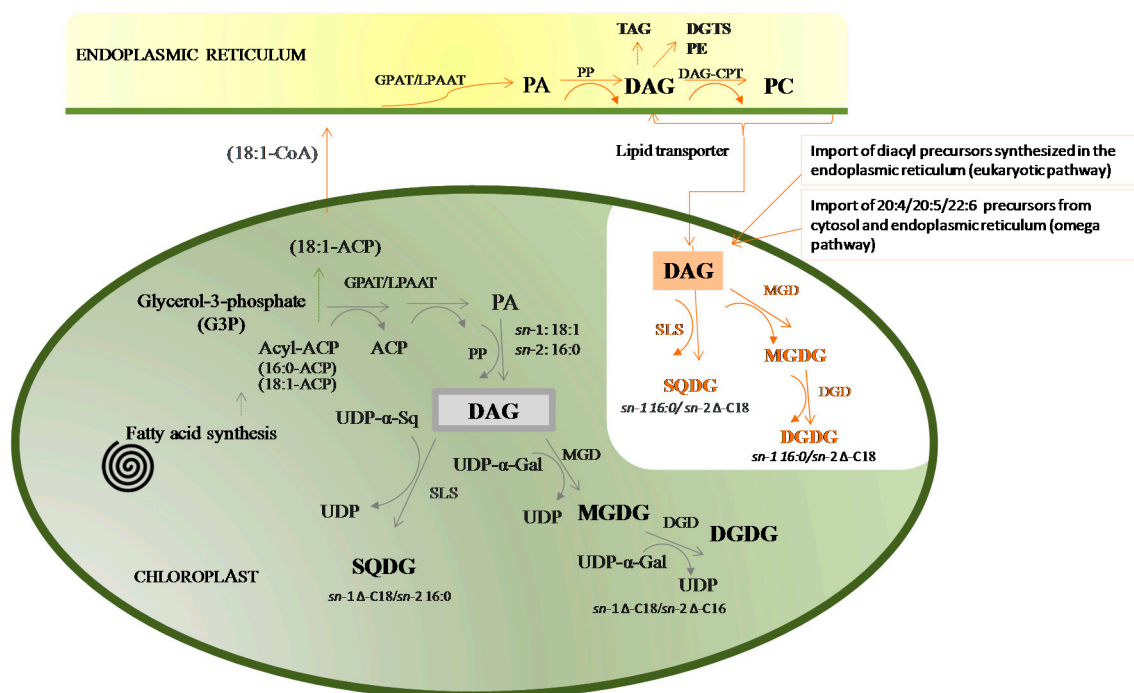 ENDOPLASMIC RETICULUM
TAG
DGTS
PE
GPAT/LPAAT
PA
PP
DAG
DAG-CPT
PC
(18:1-CoA)
Lipid transporter
Import of diacyl precursors synthesized in the
endoplasmic reticulum (eukaryotic pathway)
Import of 20:4/20:5/22:6 precursors from
cytosol and endoplasmic reticulum (omega
pathway)
(18:1-ACP)
GPAT/LPAAT
Glycerol-3-phosphate
(G3P)
PA
sn-1: 18:1
sn-2: 16:0
Acyl-ACP
(16:0-ACP)
(18:1-ACP)
ACP
PP
Fatty acid synthesis
DAG
UDP-α-Sq
UDP-α-Gal
MGD
SLS
UDP
UDP
MGDG
DGD
DGDG
UDP-α-Gal
UDP
SQDG
sn-1 Δ-C18/sn-2 16:0
sn-1 Δ-C18/sn-2 Δ-C16
CHLOROPLAST
DAG
MGD
SLS
MGDG
SQDG
sn-1 16:0/ sn-2 Δ-C18
DGD
DGDG
sn-1 16:0/sn-2 Δ-C18